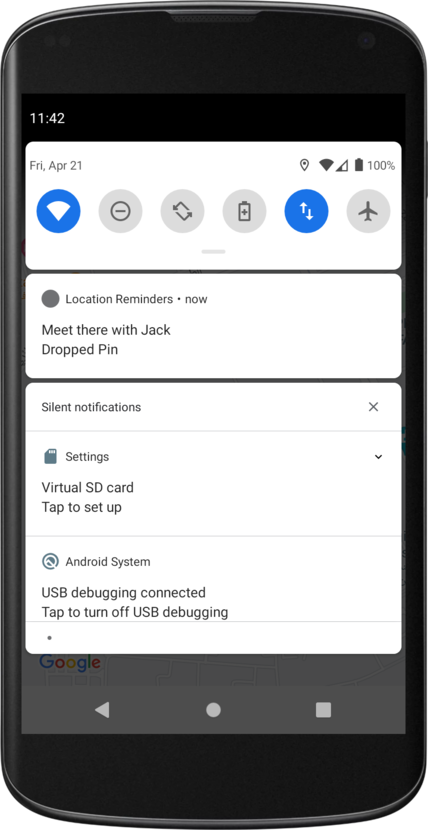 11:42
Fri, Apr 21
100%
Location Reminders • now
Meet there with Jack
Dropped Pin
Silent notifications
Settings
Virtual SD card
Tap to set up
Android System
USB debugging connected
Tap to turn off USB debugging
Google